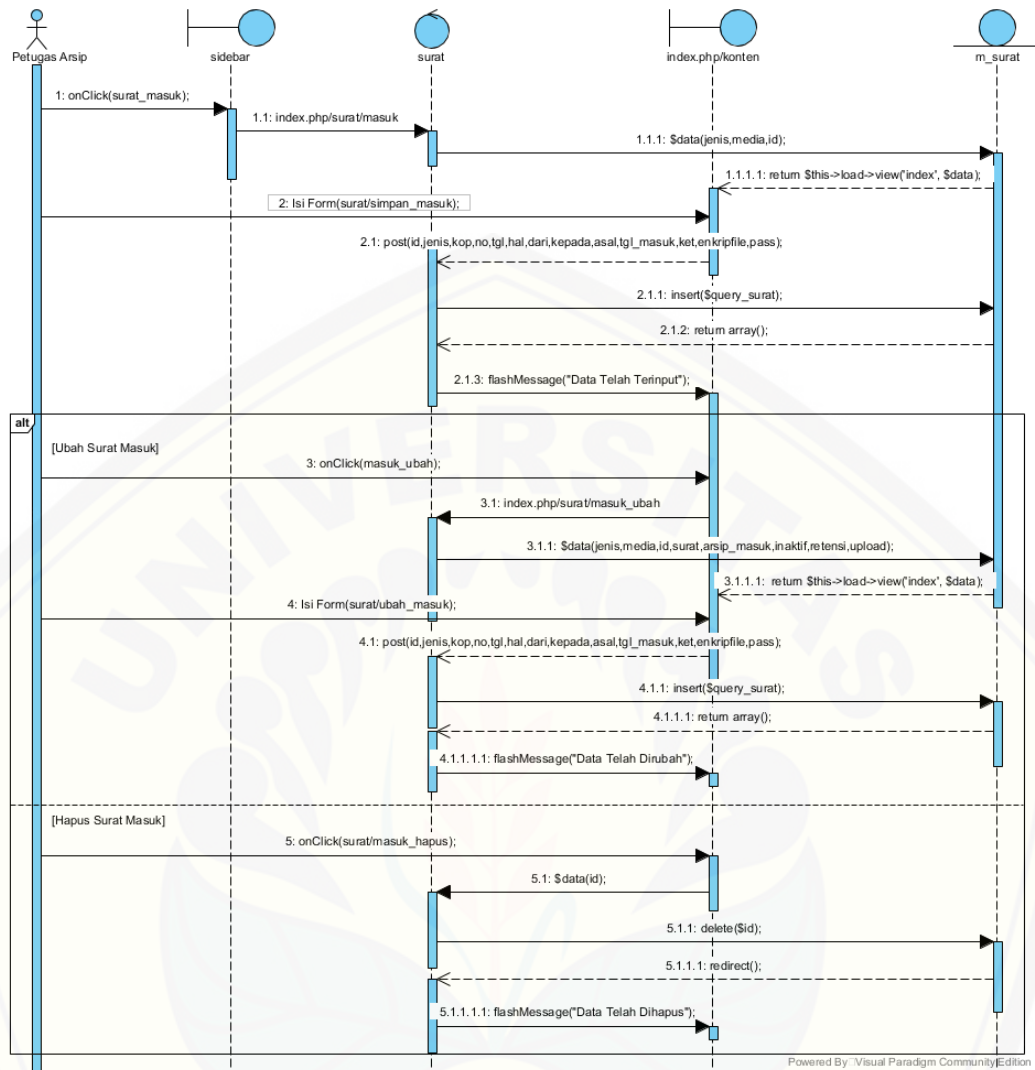 Petugas Arsip
sidebar
surat
index.php/konten
m_surat
1: onClick(surat_masuk);
1.1: index.php/surat/masuk
1.1.1: $data(jenis,media,id);
1.1.1.1: return $this->load->view('index', $data);
2: Isi Form(surat/simpan_masuk);
2.1: post(id,jenis,kop,no,tgl,hal,dari,kepada,asal,tgl_masuk,ket,enkripfile,pass);
2.1.1: insert($query_surat);
2.1.2: return array();
2.1.3: flashMessage("Data Telah Terinput");
alt
[Ubah Surat Masuk]
3: onClick(masuk_ubah);
3.1: index.php/surat/masuk_ubah
3.1.1: $data(jenis,media,id,surat,arsip_masuk,inaktif,retensi,upload);
3.1.1.1: return $this->load->view('index', $data);
4: Isi Form(surat/ubah_masuk);
4.1: post(id,jenis,kop,no,tgl,hal,dari,kepada,asal,tgl_masuk,ket,enkripfile,pass);
4.1.1: insert($query_surat);
4.1.1.1: return array();
4.1.1.1.1: flashMessage("Data Telah Dirubah");
[Hapus Surat Masuk]
5: onClick(surat/masuk_hapus);
5.1: $data(id);
5.1.1: delete($id);
5.1.1.1: redirect();
5.1.1.1.1: flashMessage("Data Telah Dihapus");
Powered By Visual Paradigm Community Edition
UNIVERSITAS